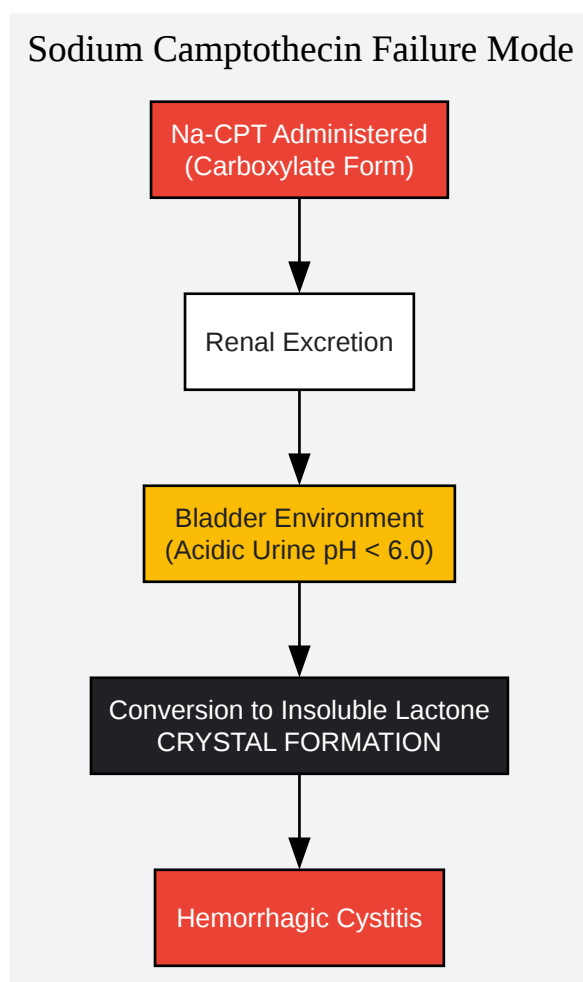 Sodium Camptothecin Failure Mode
Na-CPT Administered
(Carboxylate Form)
Renal Excretion
Bladder Environment
(Acidic Urine pH < 6.0)
Conversion to Insoluble Lactone
CRYSTAL FORMATION
Hemorrhagic Cystitis